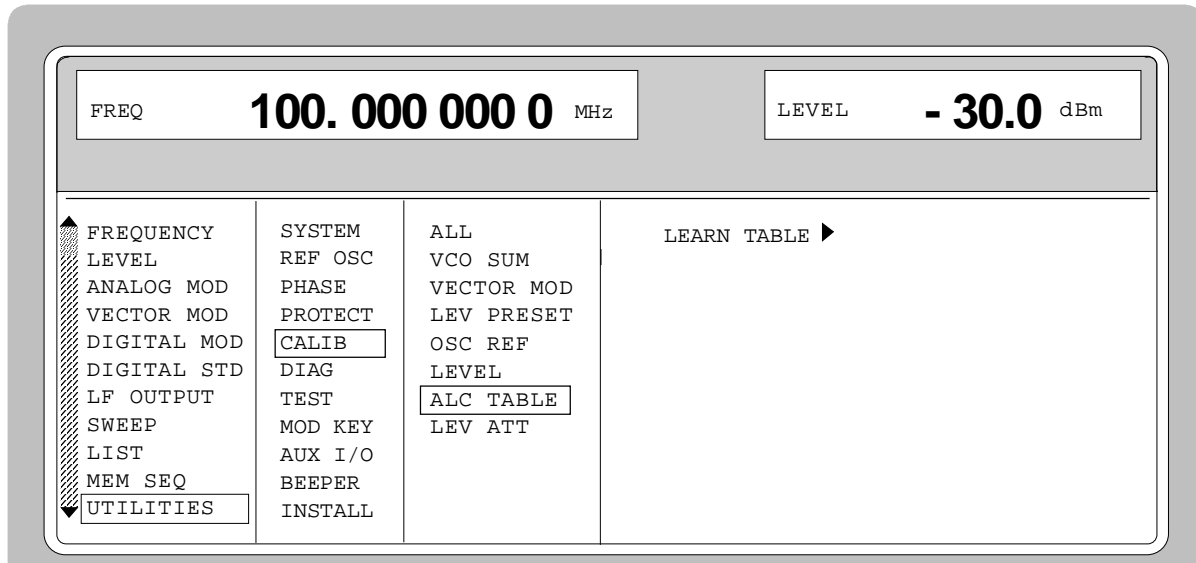 FREQ 100. 000 000 0 MHz
LEVEL - 30.0 dBm
FREQUENCY
LEVEL
ANALOG MOD
VECTOR MOD
DIGITAL MOD
DIGITAL STD
LF OUTPUT
SWEEP
LIST
MEM SEQ
UTILITIES
SYSTEM
REF OSC
PHASE
PROTECT
CALIB
DIAG
TEST
MOD KEY
AUX I/O
BEEPER
INSTALL
ALL
VCO SUM
VECTOR MOD
LEV PRESET
OSC REF
LEVEL
ALC TABLE
LEV ATT
LEARN TABLE